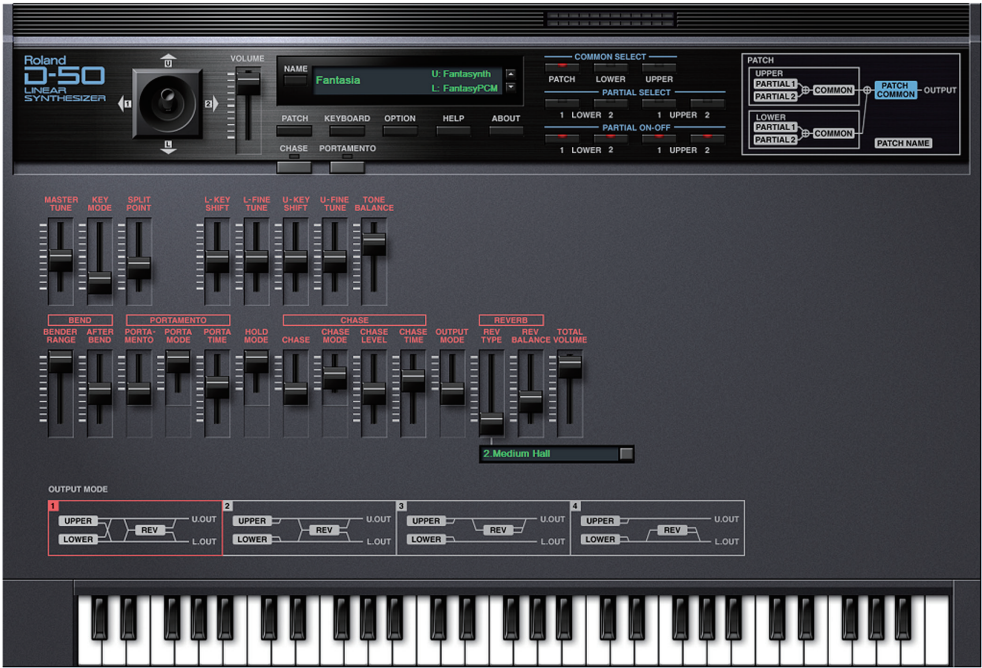 Roland
D-50
LINEAR
SYNTHESIZER
U
1
2
L
VOLUME
NAME
Fantasia
U: Fantasynth
L: FantasyPCM
PATCH KEYBOARD OPTION HELP ABOUT
CHASE PORTAMENTO
COMMON SELECT
PATCH LOWER UPPER
PARTIAL SELECT
1 LOWER 2 1 UPPER 2
PARTIAL ON-OFF
1 LOWER 2 1 UPPER 2
PATCH
UPPER
PARTIAL 1
PARTIAL 2
COMMON
PATCH
COMMON
OUTPUT
LOWER
PARTIAL 1
PARTIAL 2
COMMON
PATCH NAME
MASTER TUNE
KEY MODE
SPLIT POINT
L-KEY SHIFT
L-FINE TUNE
U-KEY SHIFT
U-FINE TUNE
TONE BALANCE
BEND PORTAMENTO CHASE REVERB
BENDER RANGE
AFTER BEND
PORTA- MENTO
PORTA MODE
PORTA TIME
HOLD MODE
CHASE
CHASE MODE
CHASE LEVEL
CHASE TIME
OUTPUT MODE
REV TYPE
REV BALANCE
TOTAL VOLUME
2.Medium Hall
OUTPUT MODE
1
UPPER
LOWER
REV
U.OUT
L.OUT
2
UPPER
LOWER
REV
U.OUT
L.OUT
3
UPPER
LOWER
REV
U.OUT
L.OUT
4
UPPER
LOWER
REV
U.OUT
L.OUT